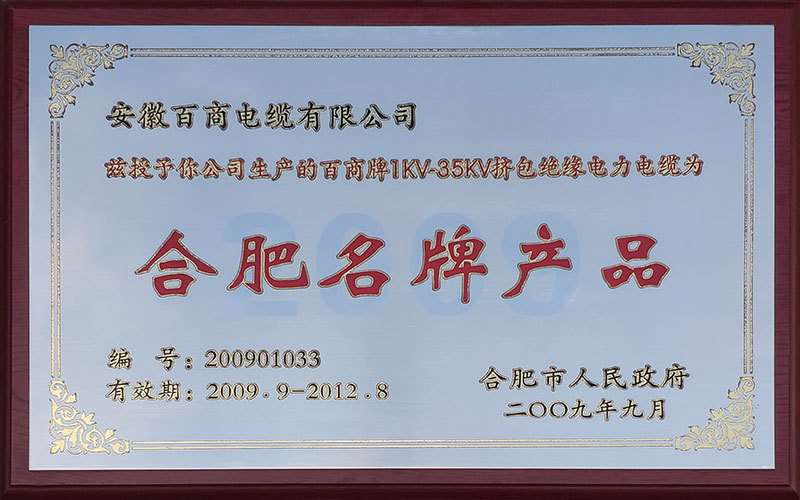 安徽百商电缆有限公司
兹授予你公司生产的百商牌1KV-35KV挤包绝缘电力电缆为
2009
合肥名牌产品
编 号：200901033
有效期：2009.9-2012.8
合肥市人民政府
二〇〇九年九月